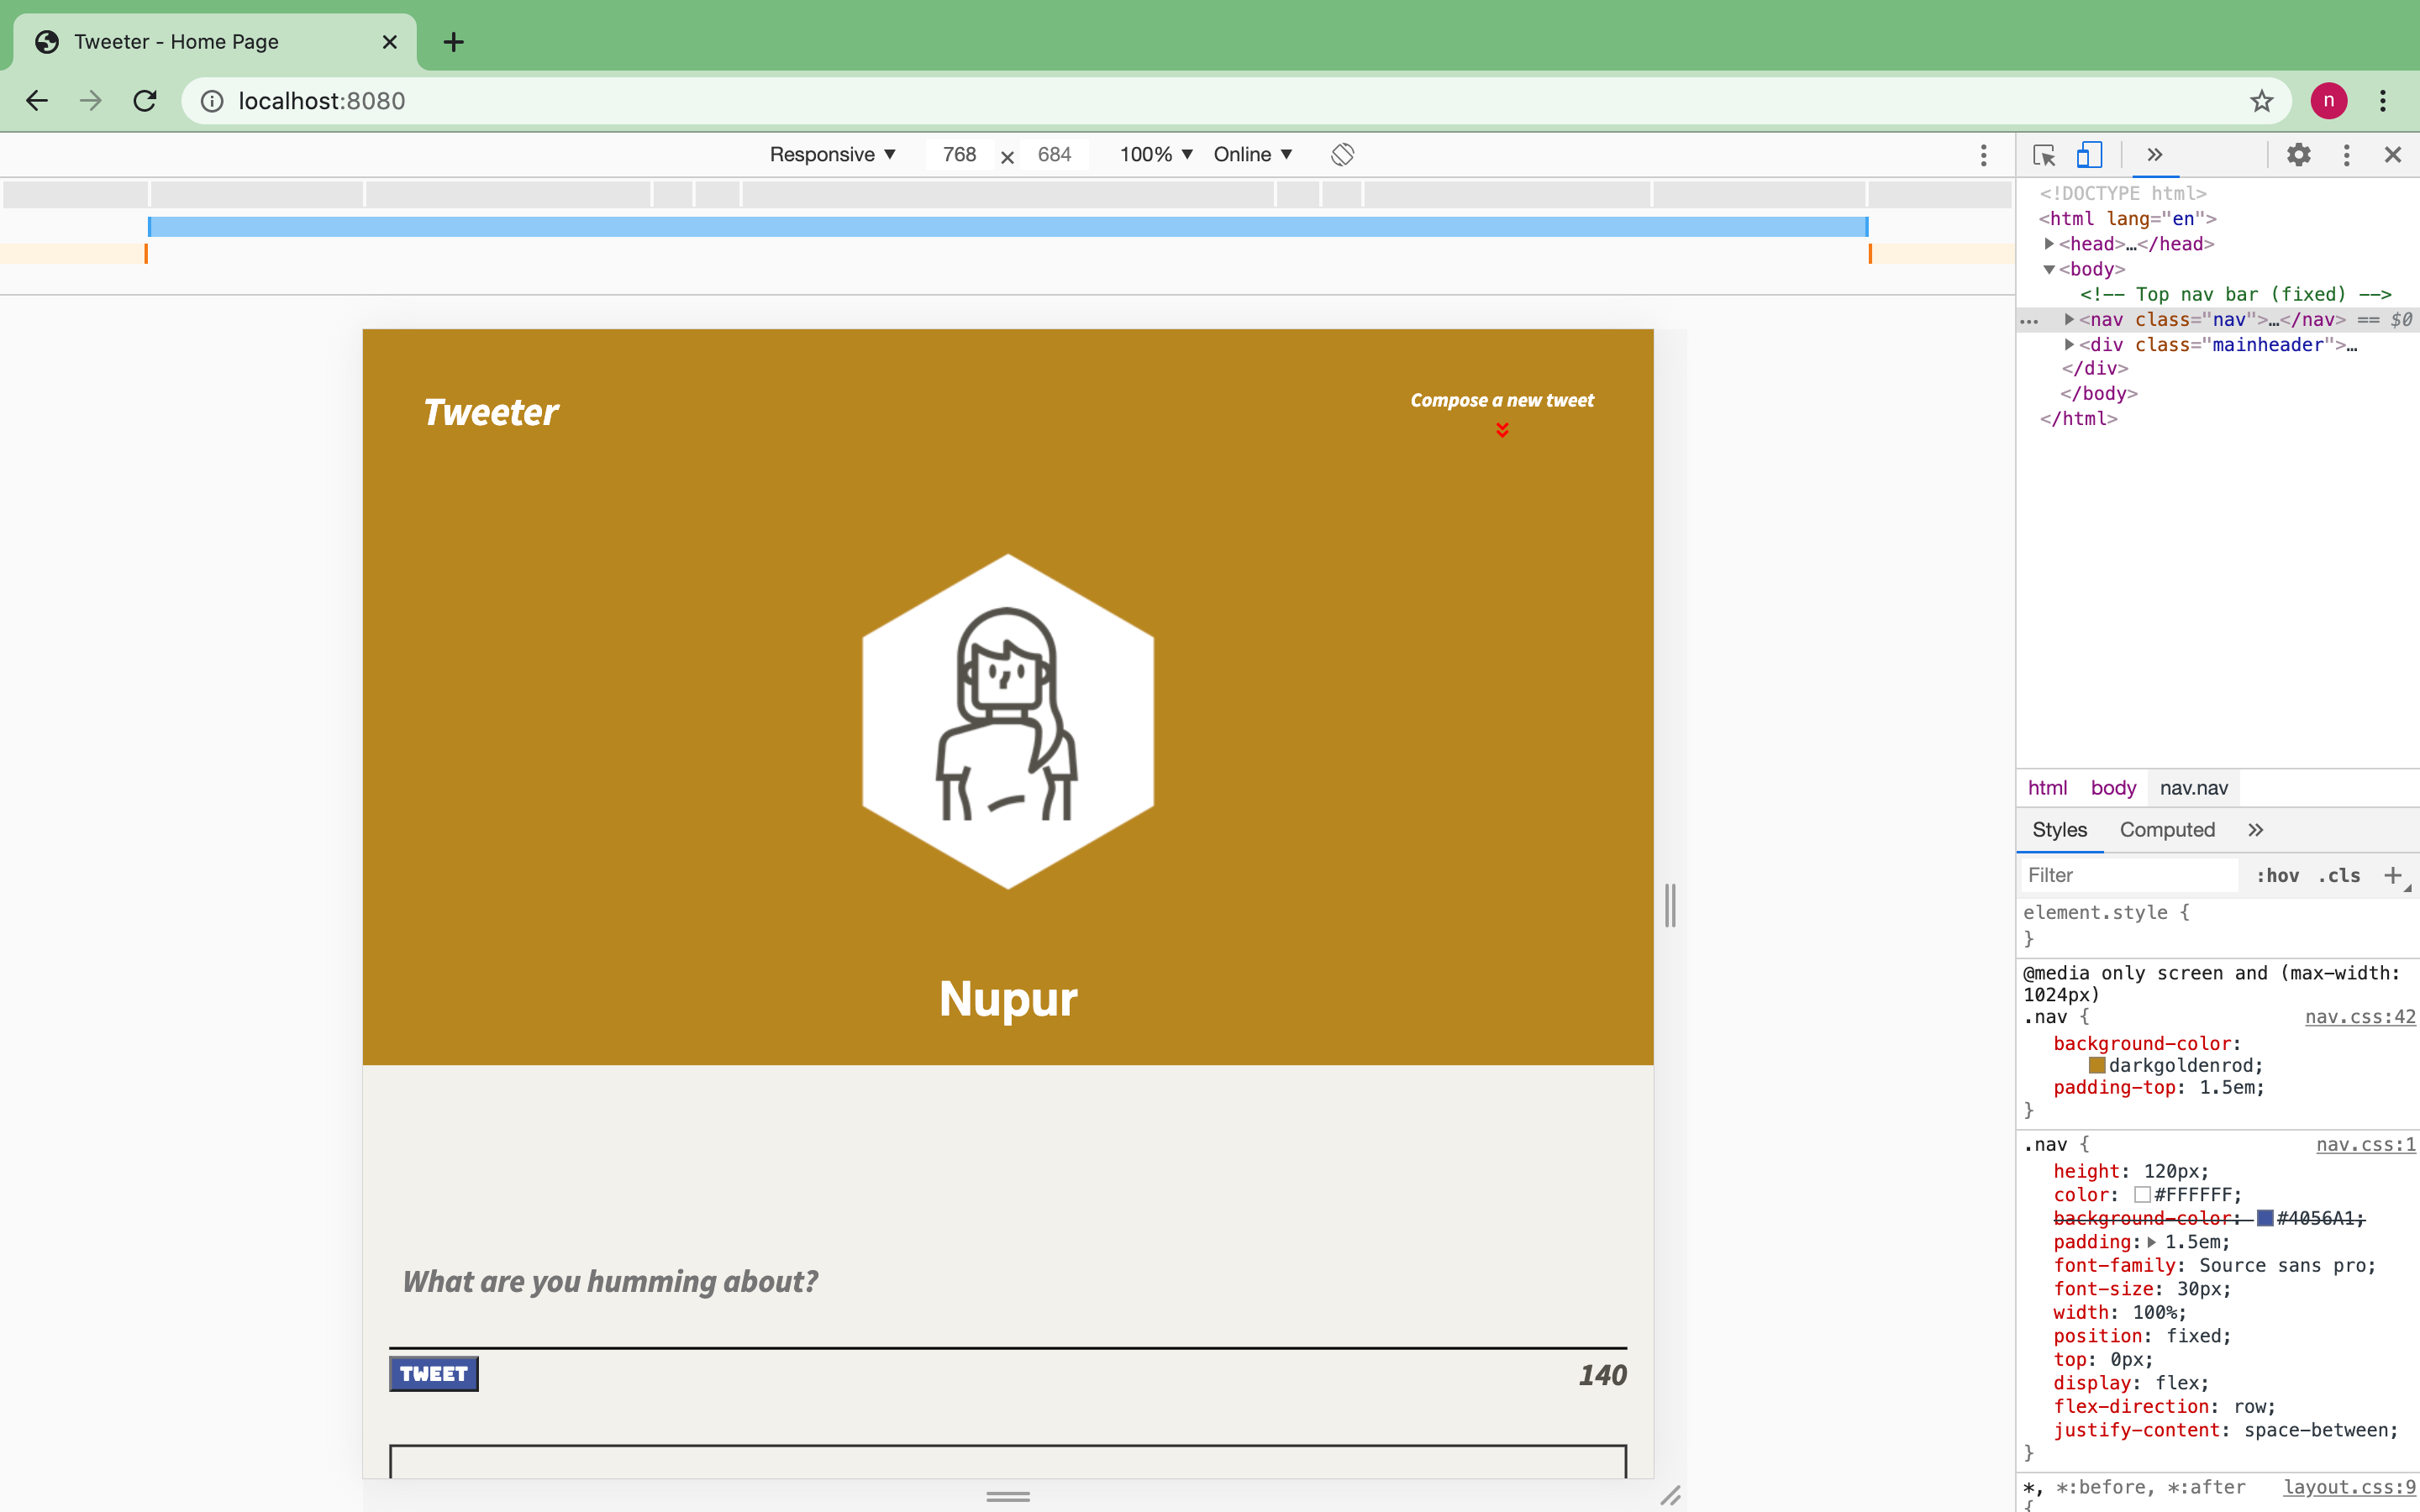 Tweeter - Home Page
localhost:8080
n
Responsive ▼ 768 × 684 100% ▼ Online ▼
Tweeter
Compose a new tweet
Nupur
What are you humming about?
TWEET
140
<!DOCTYPE html>
<html lang="en">
<head>…</head>
<body>
<!-- Top nav bar (fixed) -->
<nav class="nav">…</nav> == $0
<div class="mainheader">…
</div>
</body>
</html>
html body nav.nav
Styles Computed
Filter :hov .cls
element.style {
}
@media only screen and (max-width:
1024px)
.nav { nav.css:42
background-color:
darkgoldenrod;
padding-top: 1.5em;
}
.nav { nav.css:1
height: 120px;
color: #FFFFFF;
background-color: #4056A1;
padding: 1.5em;
font-family: Source sans pro;
font-size: 30px;
width: 100%;
position: fixed;
top: 0px;
display: flex;
flex-direction: row;
justify-content: space-between;
}
*, *:before, *:after layout.css:9
{